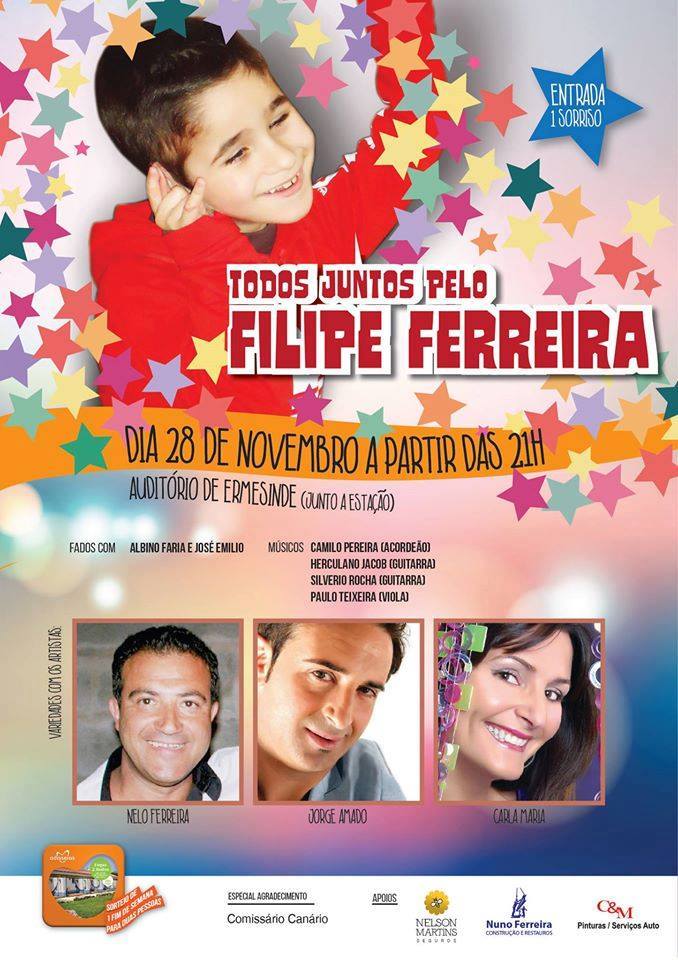 ENTRADA
1 SORRISO
TODOS JUNTOS PELO
FILIPE FERREIRA
DIA 28 DE NOVEMBRO A PARTIR DAS 21H
AUDITÓRIO DE ERMESINDE (JUNTO A ESTAÇÃO)
FADOS COM ALBINO FARIA E JOSÉ EMILIO
MÚSICOS CAMILO PEREIRA (ACORDEÃO)
HERCULANO JACOB (GUITARRA)
SILVERIO ROCHA (GUITARRA)
PAULO TEIXEIRA (VIOLA)
VARIEDADES COM OS ARTISTAS:
NELO FERREIRA
JORGE AMADO
CARLA MARIA
odisseias
SORTEIO DE
1 FIM DE SEMANA
PARA DUAS PESSOAS
ESPECIAL AGRADECIMENTO
Comissário Canário
APOIOS
NELSON
MARTINS
SEGUROS
Nuno Ferreira
CONSTRUÇÃO E RESTAUROS
C&M
Pinturas / Serviços Auto